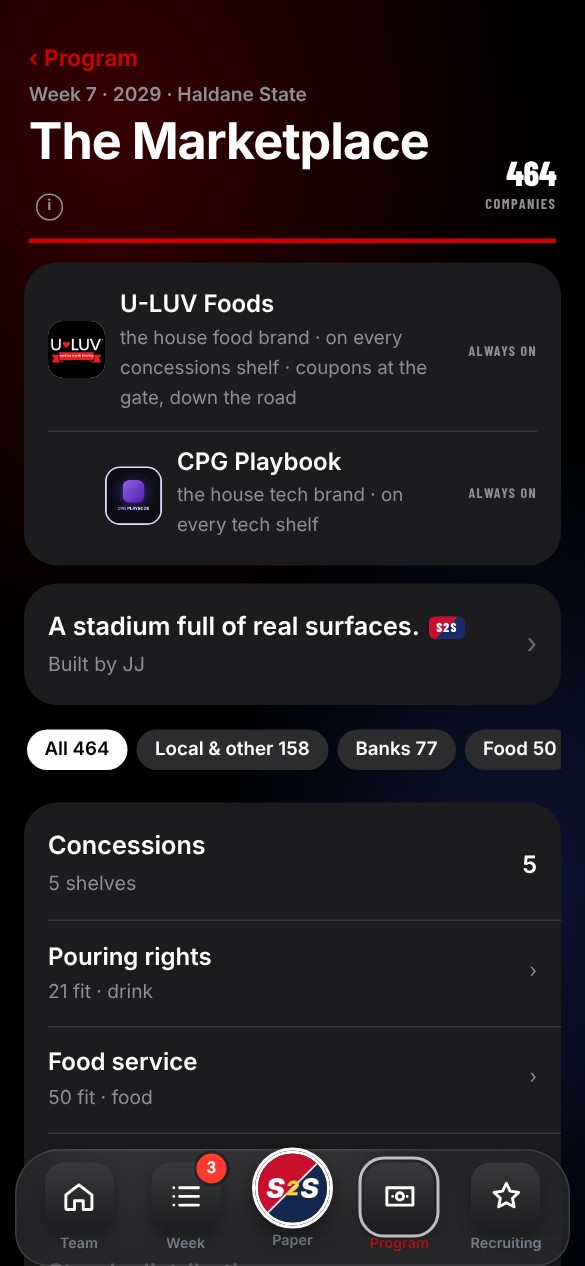 ‹ Program
Week 7 · 2029 · Haldane State
The Marketplace
464
COMPANIES
i
U-LUV Foods
the house food brand · on every
concessions shelf · coupons at the
gate, down the road
ALWAYS ON
U♥LUV
CPG Playbook
the house tech brand · on
every tech shelf
ALWAYS ON
CPG PLAYBOOK
A stadium full of real surfaces.
S2S
Built by JJ
All 464
Local & other 158
Banks 77
Food 50
Concessions
5 shelves
5
Pouring rights
21 fit · drink
Food service
50 fit · food
3
S2S
Team
Week
Paper
Program
Recruiting